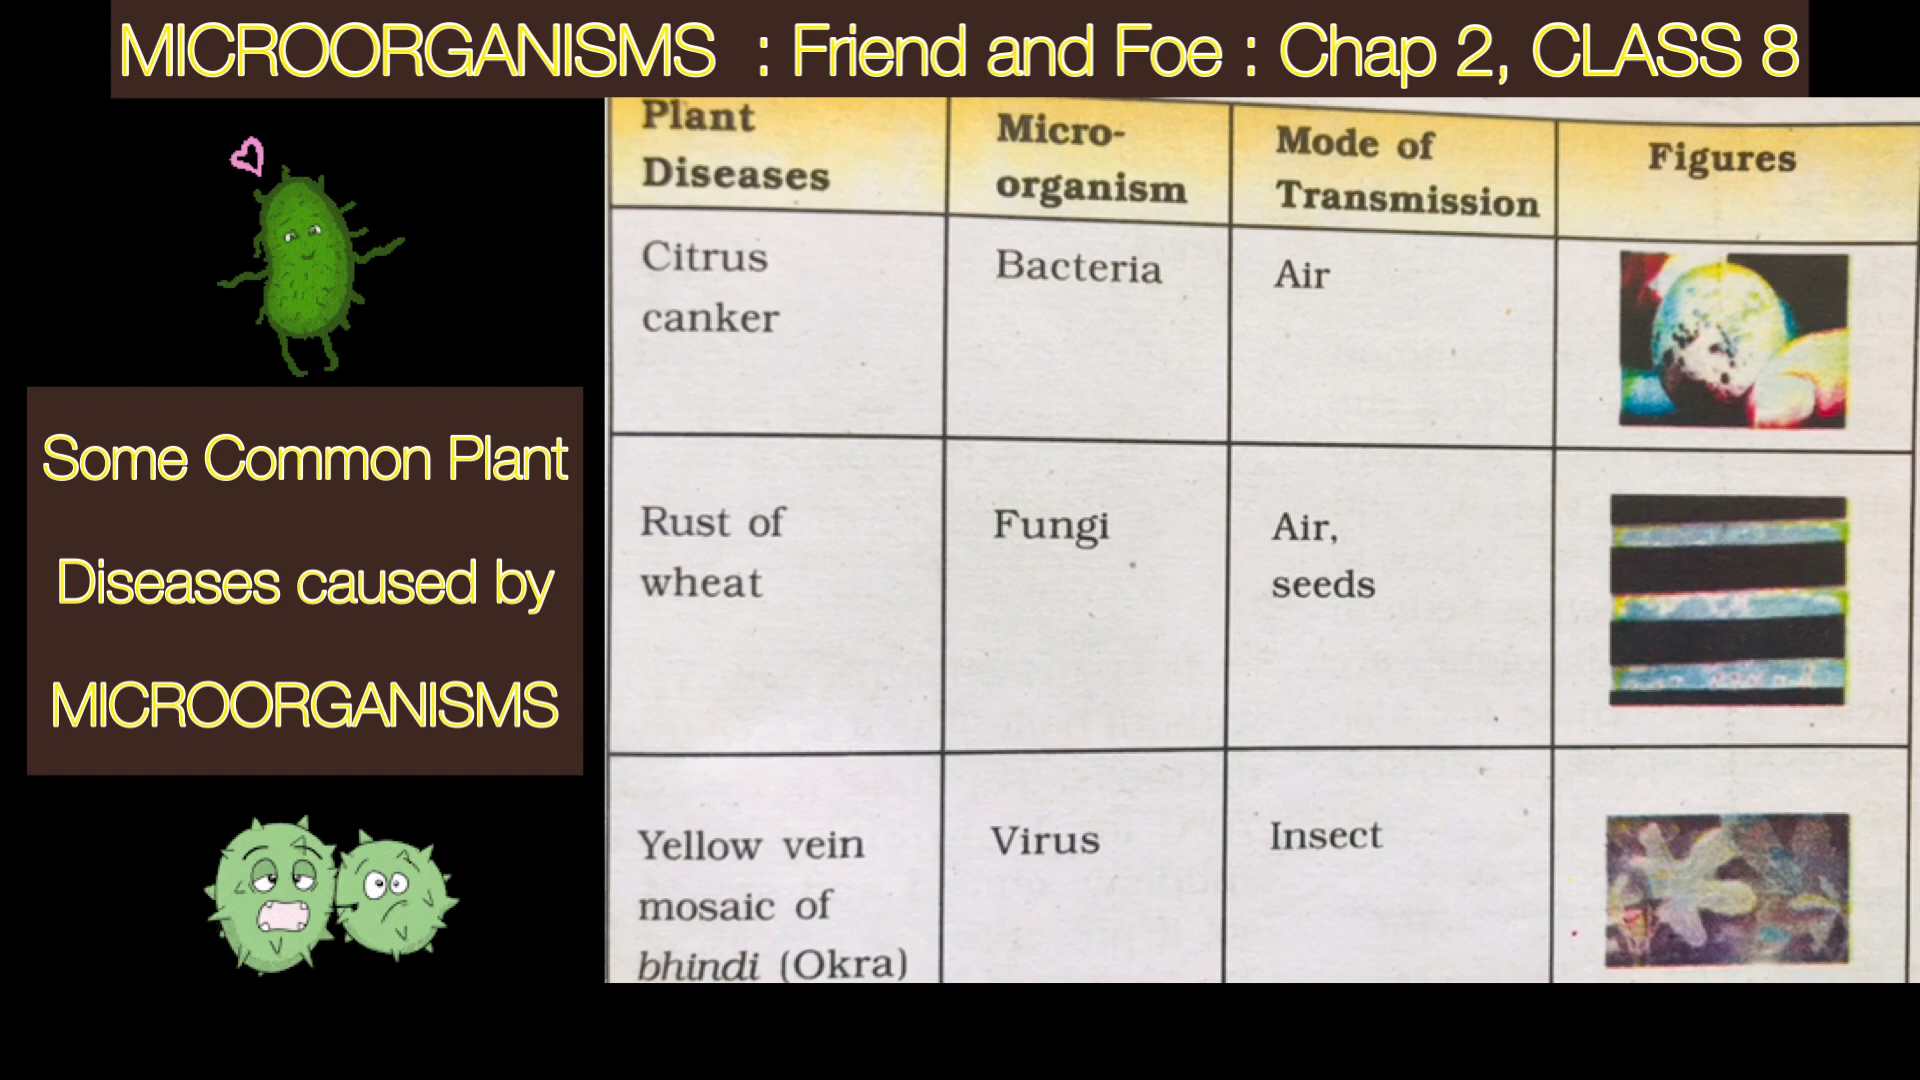 MICROORGANISMS : Friend and Foe : Chap 2, CLASS 8
Some Common Plant
Diseases caused by
MICROORGANISMS
Plant
Diseases
Micro-
organism
Mode of
Transmission
Figures
Citrus
canker
Bacteria
Air
Rust of
wheat
Fungi
Air,
seeds
Yellow vein
mosaic of
bhindi (Okra)
Virus
Insect